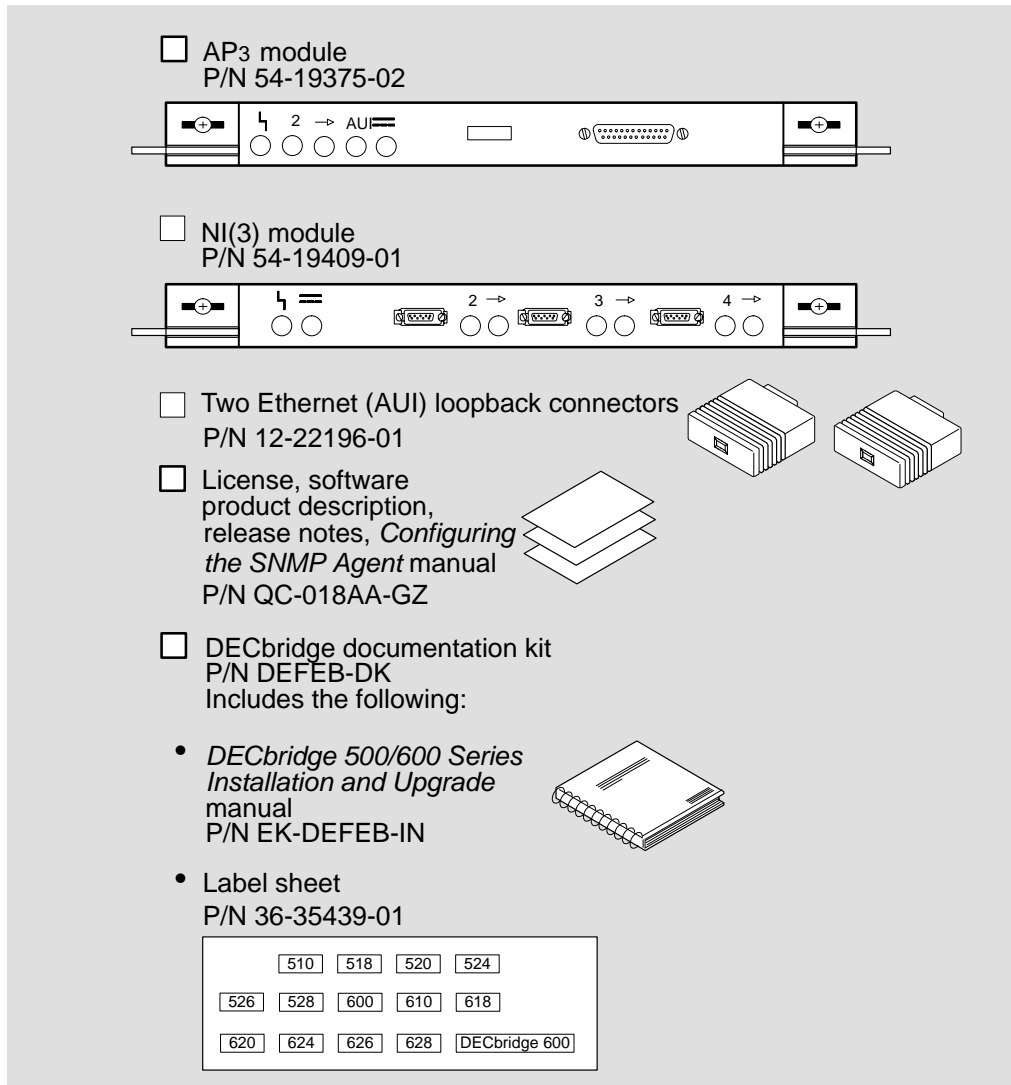 AP3 module
P/N 54-19375-02
2 AUI
NI(3) module
P/N 54-19409-01
2 3 4
Two Ethernet (AUI) loopback connectors
P/N 12-22196-01
License, software
product description,
release notes, Configuring
the SNMP Agent manual
P/N QC-018AA-GZ
DECbridge documentation kit
P/N DEFEB-DK
Includes the following:
• DECbridge 500/600 Series
Installation and Upgrade
manual
P/N EK-DEFEB-IN
• Label sheet
P/N 36-35439-01
510 518 520 524
526 528 600 610 618
620 624 626 628 DECbridge 600